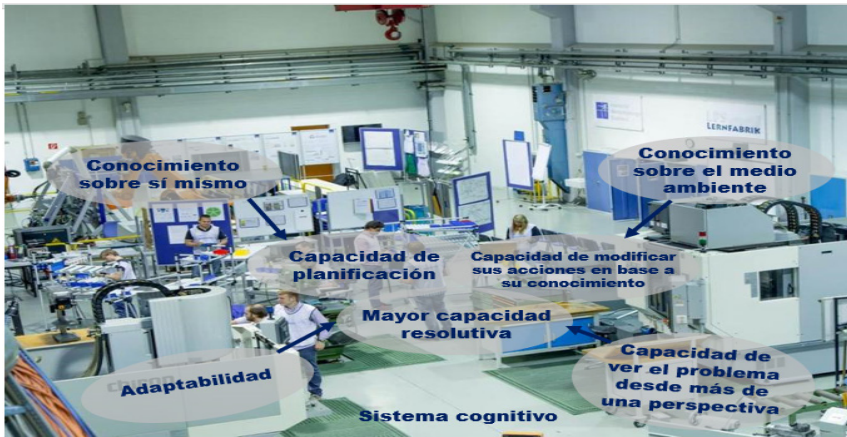 LERNFABRIK
Conocimiento
sobre sí mismo
Conocimiento
sobre el medio
ambiente
Capacidad de
planificación
Capacidad de modificar
sus acciones en base a
su conocimiento
Mayor capacidad
resolutiva
Adaptabilidad
Capacidad de
ver el problema
desde más de
una perspectiva
Sistema cognitivo